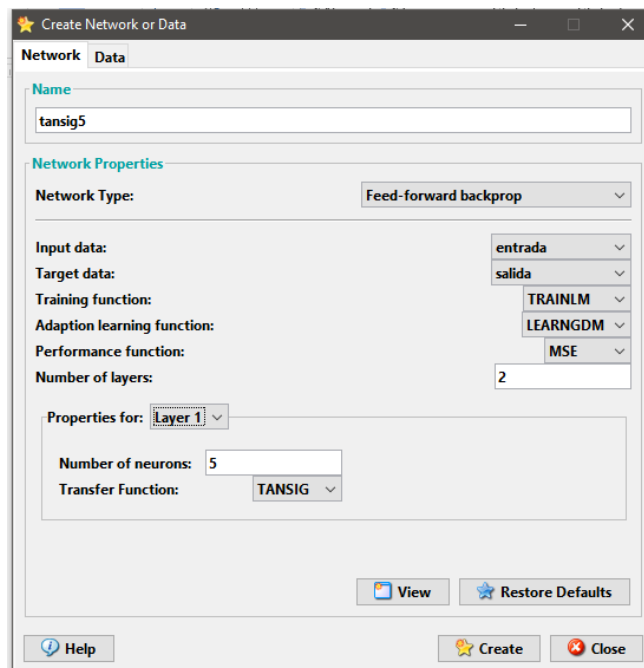 Create Network or Data
Network Data
Name
tansig5
Network Properties
Network Type: Feed-forward backprop
Input data: entrada
Target data: salida
Training function: TRAINLM
Adaption learning function: LEARNGDM
Performance function: MSE
Number of layers: 2
Properties for: Layer 1
Number of neurons: 5
Transfer Function: TANSIG
View Restore Defaults
Help Create Close